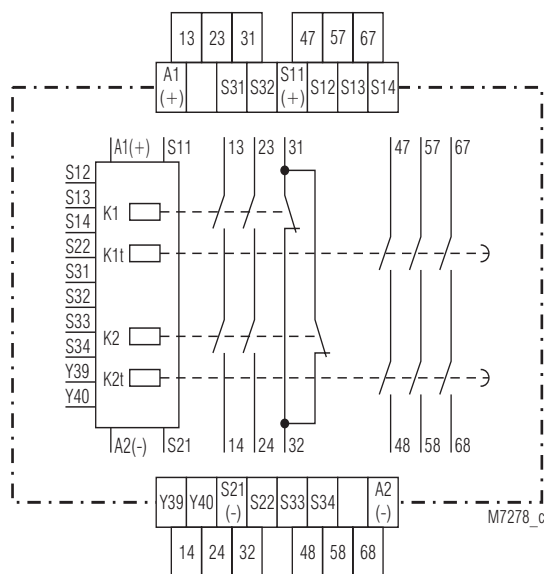 13 23 31 47 57 67
A1 (+) S31 S32 S11 (+) S12 S13 S14
A1(+) S11 13 23 31 47 57 67
S12
S13
K1
S14
S22
K1t
S31
S32
S33
K2
S34
Y39
K2t
Y40
A2(-) S21 14 24 32 48 58 68
Y39 Y40 S21 (-) S22 S33 S34 A2 (-)
M7278_c
14 24 32 48 58 68